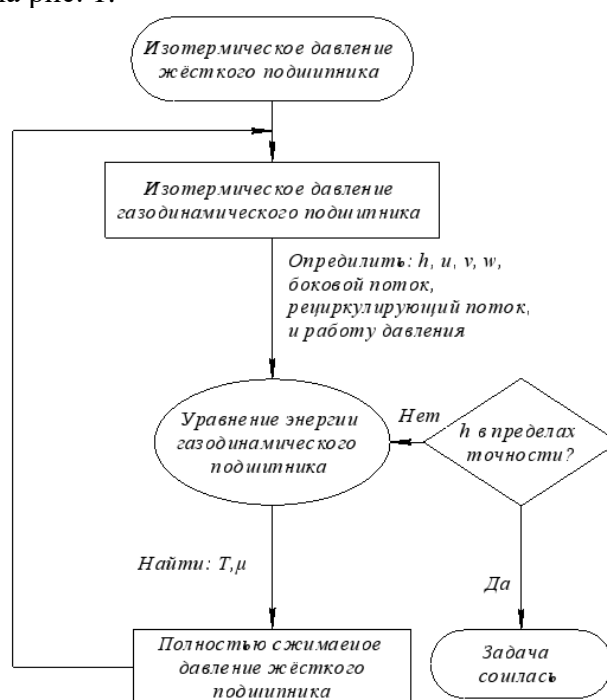 на рис. 1.
Изотермическое давление
жёсткого подшипника
Изотермическое давление
газодинамического подшипника
Опредилить: h, u, v, w,
боковой поток,
рециркулирующий поток,
и работу давления
Уравнение энергии
газодинамического
подшипника
Нет
h в пределах
точности?
Найти: T,μ
Да
Полностью сжимаеиое
давление жёсткого
подшипника
Задача
сошлась